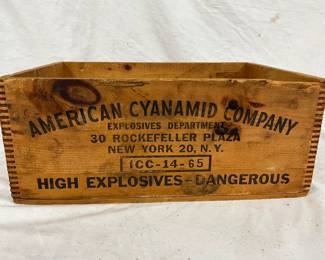 AMERICAN CYANAMID COMPANY
EXPLOSIVES DEPARTMENT
30 ROCKEFELLER PLAZA
NEW YORK 20, N.Y.
ICC-14-65
HIGH EXPLOSIVES-DANGEROUS